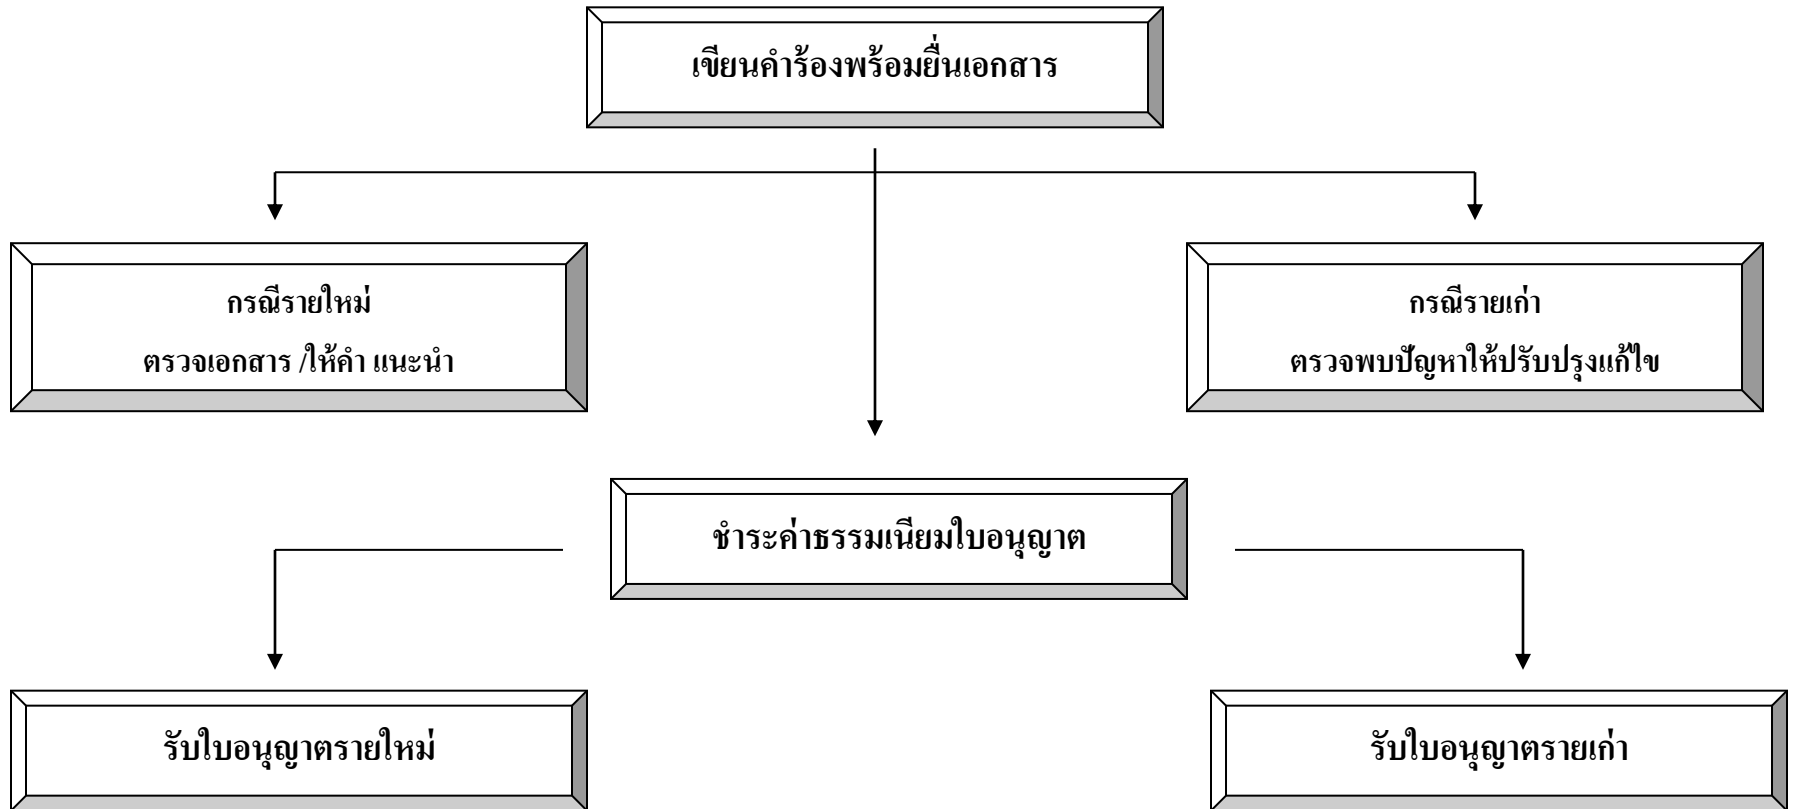 เขียนคำร้องพร้อมยื่นเอกสาร
กรณีรายใหม่
ตรวจเอกสาร /ให้คำ แนะนำ
กรณีรายเก่า
ตรวจพบปัญหาให้ปรับปรุงแก้ไข
ชำระค่าธรรมเนียมใบอนุญาต
รับใบอนุญาตรายใหม่
รับใบอนุญาตรายเก่า